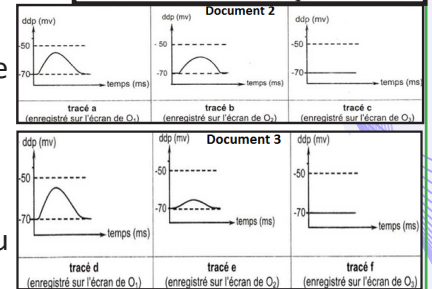 Document 2
ddp (mv)
ddp (mv)
ddp (mv)
-50
-50
-50
-70
-70
-70
temps (ms)
temps (ms)
temps (ms)
tracé a
tracé b
tracé c
(enregistré sur l'écran de O₁)
(enregistré sur l'écran de O₂)
(enregistré sur l'écran de O₃)
Document 3
ddp (mV)
ddp (mV)
ddp (mV)
-50
-50
-50
-70
-70
-70
temps (ms)
temps (ms)
temps (ms)
tracé d
tracé e
tracé f
(enregistré sur l'écran de O₁)
(enregistré sur l'écran de O₂)
(enregistré sur l'écran de O₃)